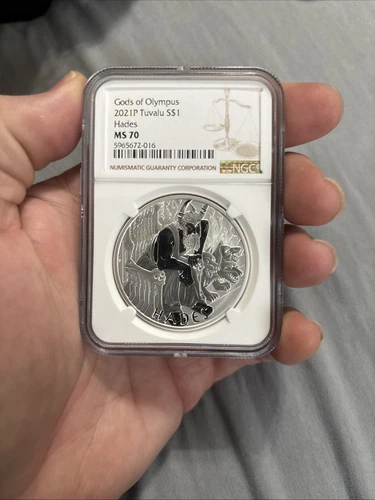 Gods of Olympus
2021P Tuvalu S$1
Hades
MS 70
5965672-016
NUMISMATIC GUARANTY CORPORATION
NGC
HADES